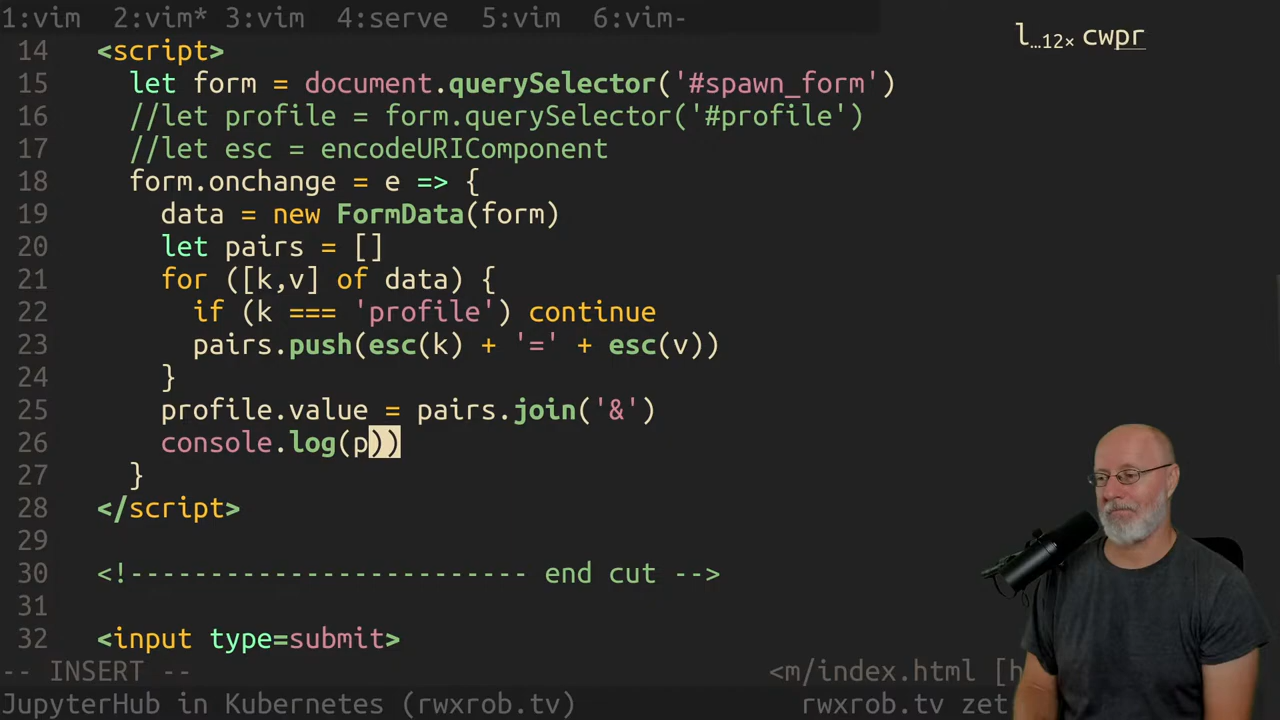 1:vim 2:vim* 3:vim 4:serve 5:vim 6:vim-
l…12× cwpr
14 <script>
15 let form = document.querySelector('#spawn_form')
16 //let profile = form.querySelector('#profile')
17 //let esc = encodeURIComponent
18 form.onchange = e => {
19 data = new FormData(form)
20 let pairs = []
21 for ([k,v] of data) {
22 if (k === 'profile') continue
23 pairs.push(esc(k) + '=' + esc(v))
24 }
25 profile.value = pairs.join('&')
26 console.log(p))
27 }
28 </script>
29
30 <!------------------------- end cut -->
31
32 <input type=submit>
-- INSERT -- <m/index.html [h
JupyterHub in Kubernetes (rwxrob.tv) rwxrob.tv zet